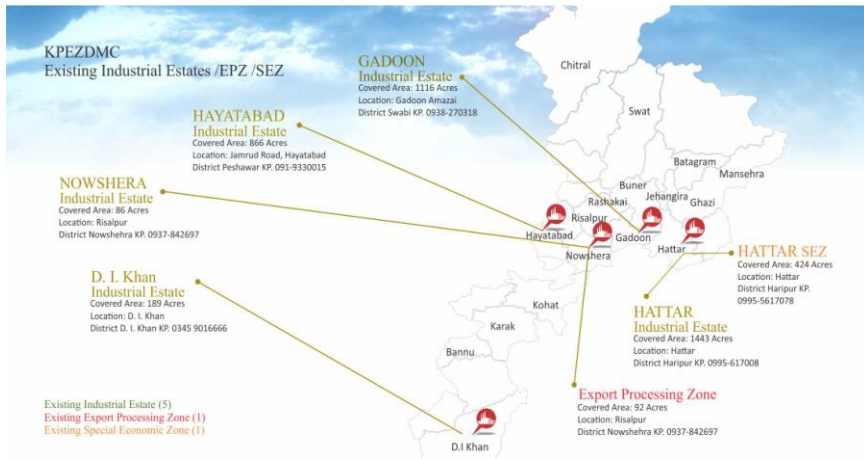 KPEZDMC
Existing Industrial Estates /EPZ /SEZ
GADOON
Industrial Estate
Covered Area: 1116 Acres
Location: Gadoon Amazai
District Swabi KP. 0938-270318
HAYATABAD
Industrial Estate
Covered Area: 866 Acres
Location: Jamrud Road, Hayatabad
District Peshawar KP. 091-9330015
NOWSHERA
Industrial Estate
Covered Area: 86 Acres
Location: Risalpur
District Nowshehra KP. 0937-842697
D. I. Khan
Industrial Estate
Covered Area: 189 Acres
Location: D. I. Khan
District D. I. Khan KP. 0345 9016666
Chitral
Swat
Batagram
Mansehra
Buner
Jehangira
Rashakai
Ghazi
Risalpur
Hayatabad
Gadoon
Hattar
Nowshera
Kohat
Karak
Bannu
D.I Khan
HATTAR SEZ
Covered Area: 424 Acres
Location: Hattar
District Haripur KP.
0995-5617078
HATTAR
Industrial Estate
Covered Area: 1443 Acres
Location: Hattar
District Haripur KP. 0995-617008
Export Processing Zone
Covered Area: 92 Acres
Location: Risalpur
District Nowshehra KP. 0937-842697
Existing Industrial Estate (5)
Existing Export Processing Zone (1)
Existing Special Economic Zone (1)